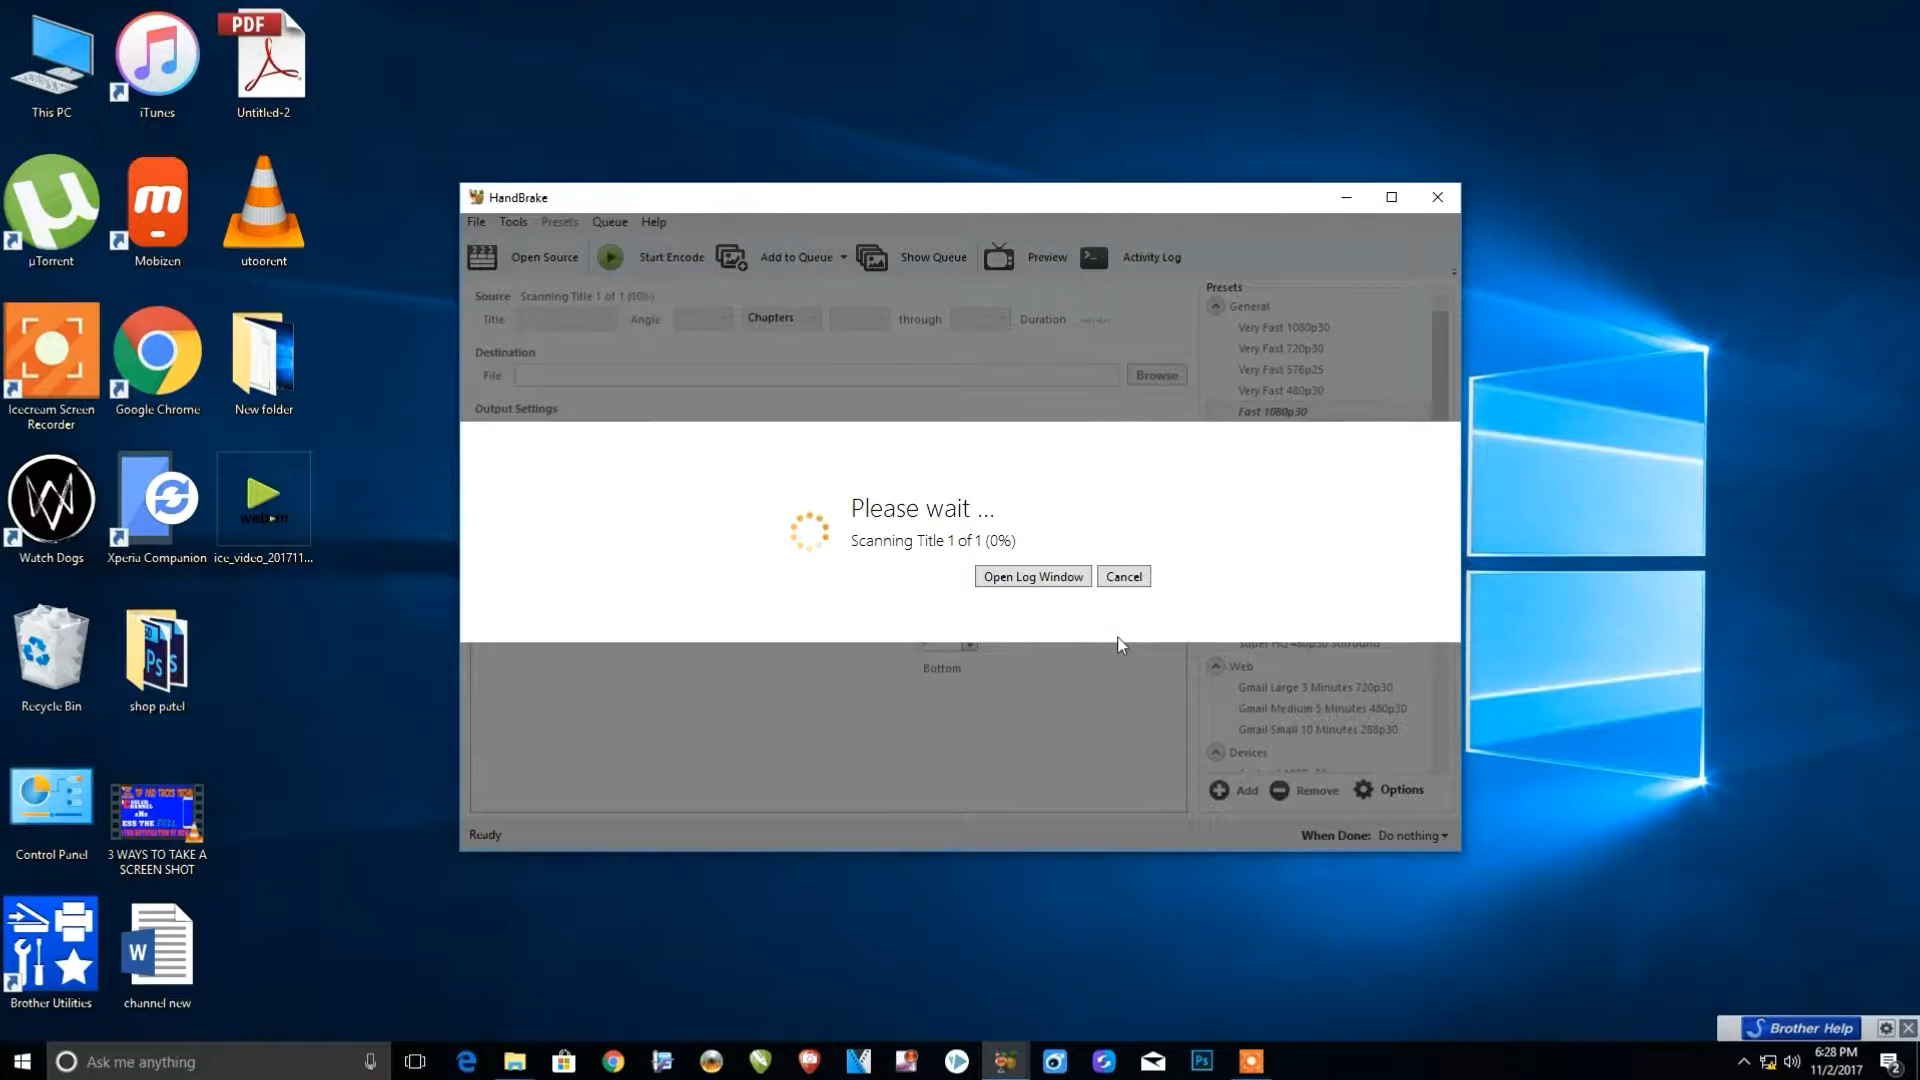 This PC
iTunes
PDF
Untitled-2
µTorrent
Mobizen
utoorent
Icecream Screen
Recorder
Google Chrome
New folder
Watch Dogs
Xperia Companion
ice_video_201711...
Recycle Bin
shop patel
Control Panel
3 WAYS TO TAKE A
SCREEN SHOT
Brother Utilities
channel new
HandBrake
File Tools Presets Queue Help
Open Source Start Encode Add to Queue Show Queue Preview Activity Log
Source Scanning Title 1 of 1 (00%)
Title Angle Chapters through Duration --:--:--
Destination
File Browse
Output Settings
Presets
General
Very Fast 1080p30
Very Fast 720p30
Very Fast 576p25
Very Fast 480p30
Fast 1080p30
Please wait ...
Scanning Title 1 of 1 (0%)
Open Log Window Cancel
Bottom
Super HQ 480p30 Surround
Web
Gmail Large 3 Minutes 720p30
Gmail Medium 5 Minutes 480p30
Gmail Small 10 Minutes 288p30
Devices
Add Remove Options
Ready
When Done: Do nothing
Brother Help
Ask me anything
Ps
6:28 PM
11/2/2017
2